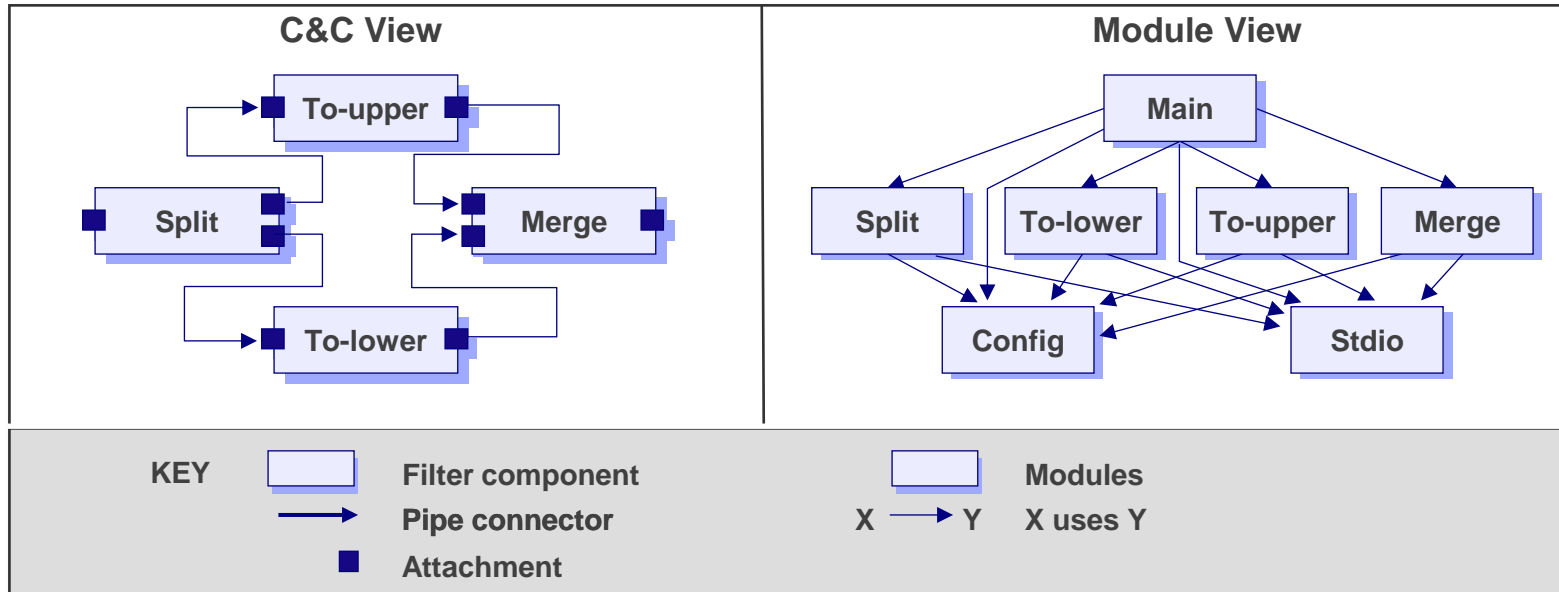 C&C View
To-upper
Split
Merge
To-lower
Module View
Main
Split
To-lower
To-upper
Merge
Config
Stdio
KEY
Filter component
Pipe connector
Attachment
Modules
X Y X uses Y